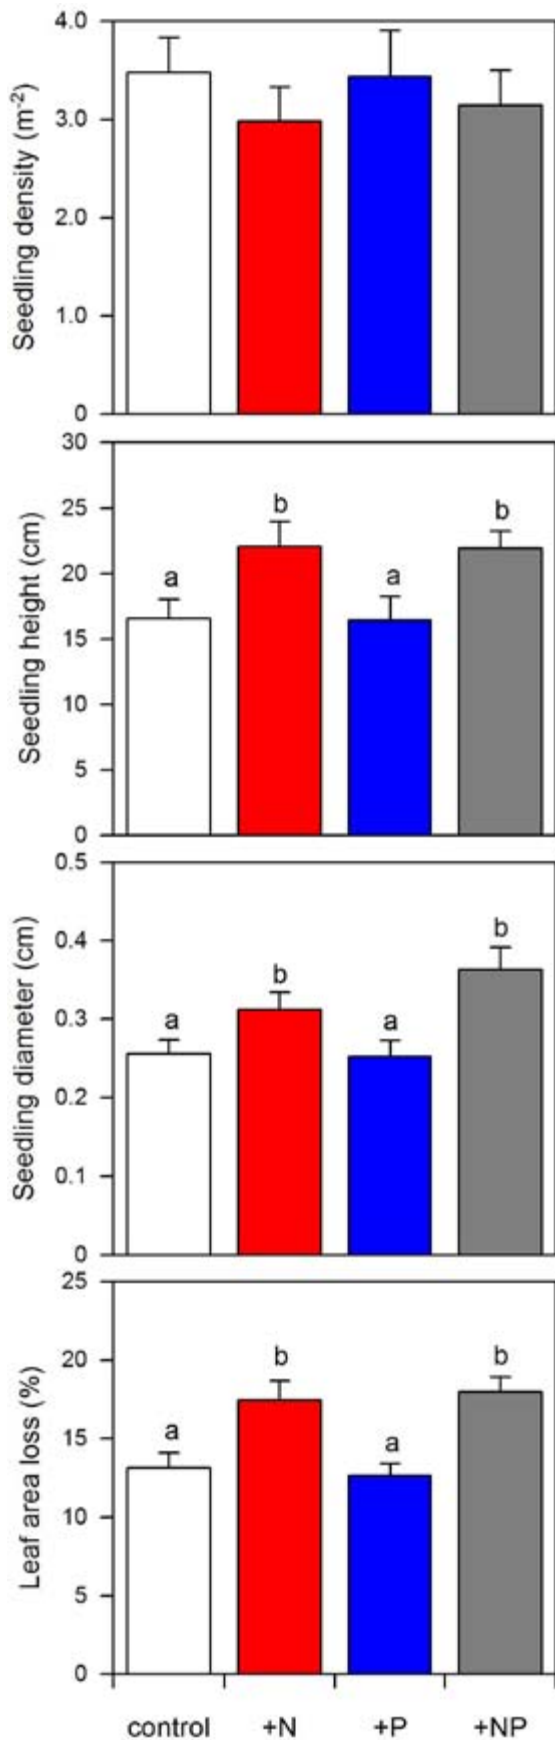 Seedling density (m-2)
4.0
3.0
2.0
1.0
0
Seedling height (cm)
30
25
20
15
10
5
0
a
b
a
b
Seedling diameter (cm)
0.5
0.4
0.3
0.2
0.1
0
a
b
a
b
Leaf area loss (%)
25
20
15
10
5
0
a
b
a
b
control +N +P +NP